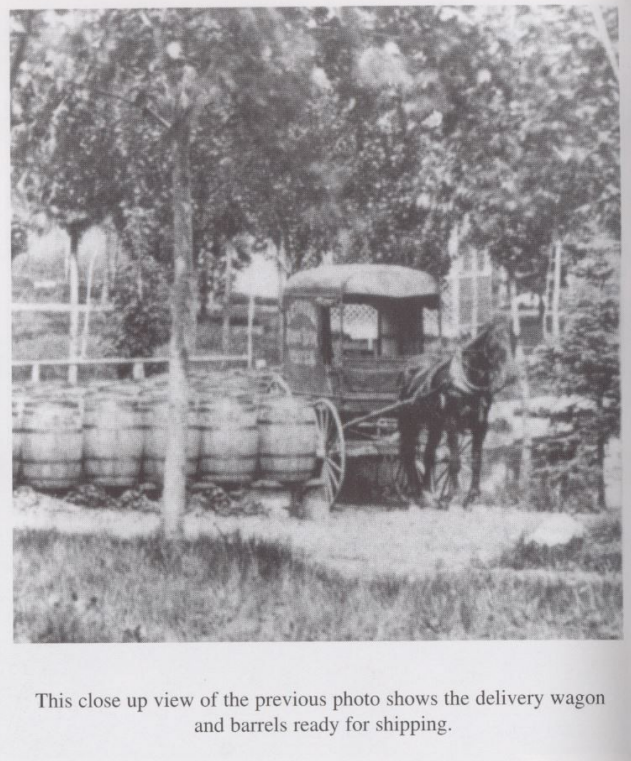 This close up view of the previous photo shows the delivery wagon
and barrels ready for shipping.